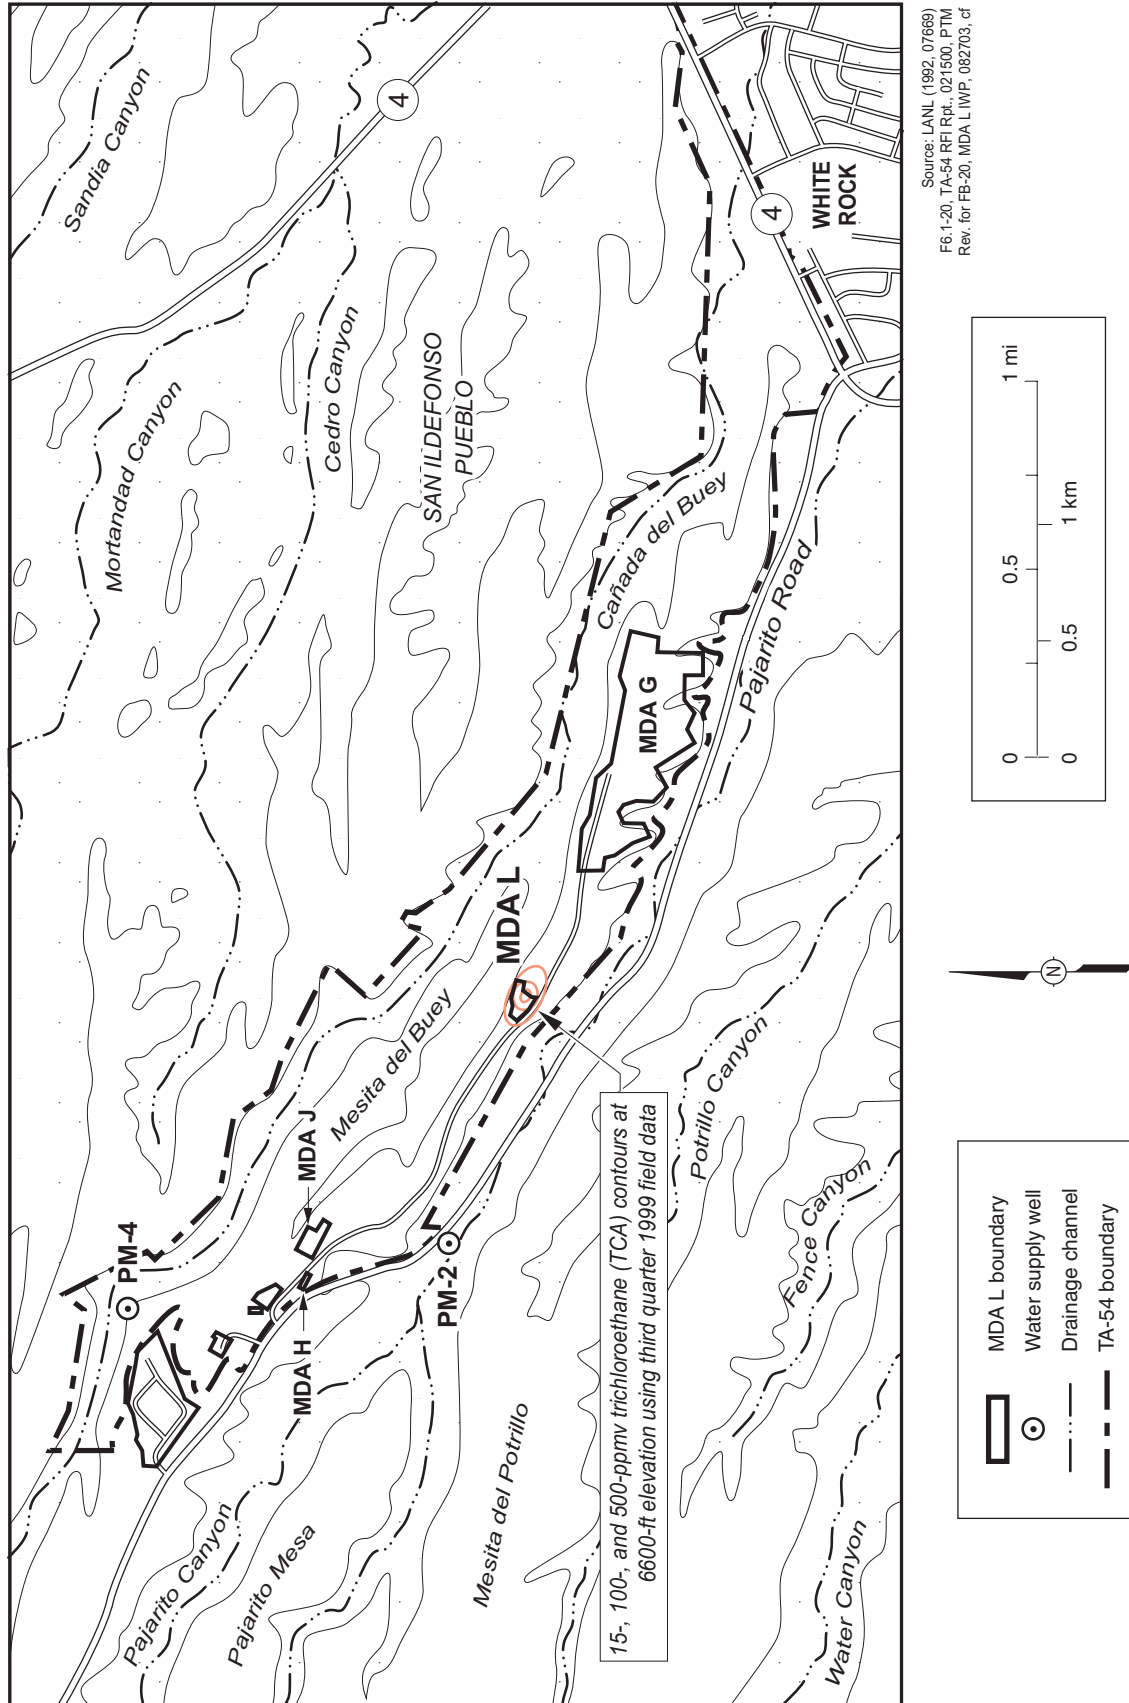 Sandia Canyon
4
Mortandad Canyon
Cedro Canyon
SAN ILDEFONSO
PUEBLO
PM-4
MDA J
Mesita del Buey
MDA L
Cañada del Buey
MDA G
4
WHITE
ROCK
MDA H
PM-2
Pajarito Road
Pajarito Canyon
Pajarito Mesa
Mesita del Potrillo
15-, 100-, and 500-ppmv trichloroethane (TCA) contours at
6600-ft elevation using third quarter 1999 field data
Potrillo Canyon
Fence Canyon
Water Canyon
MDA L boundary
Water supply well
Drainage channel
TA-54 boundary
N
0 0.5 1 mi
0 0.5 1 km
Source: LANL (1992, 07669)
F6.1-20, TA-54 RFI Rpt., 021500, PTM
Rev. for FB-20, MDA L IWP, 082703, cf